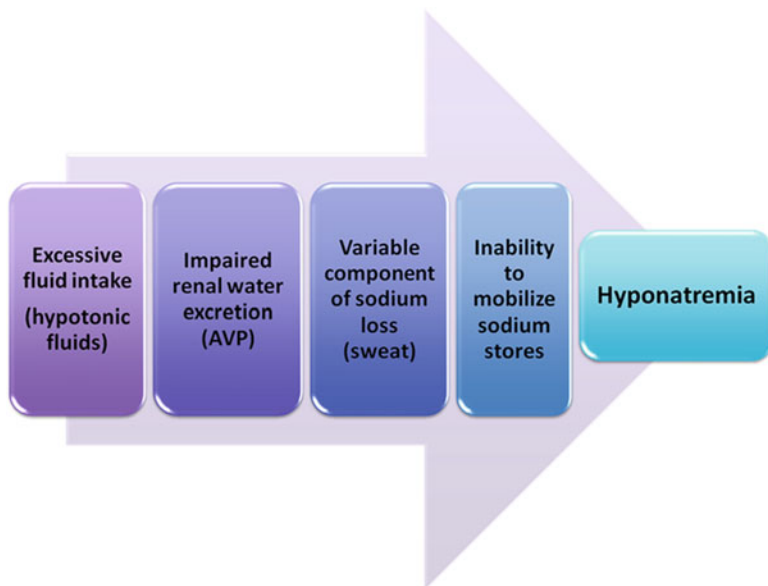 Excessive
fluid intake
(hypotonic
fluids)
Impaired
renal water
excretion
(AVP)
Variable
component
of sodium
loss
(sweat)
Inability
to
mobilize
sodium
stores
Hyponatremia